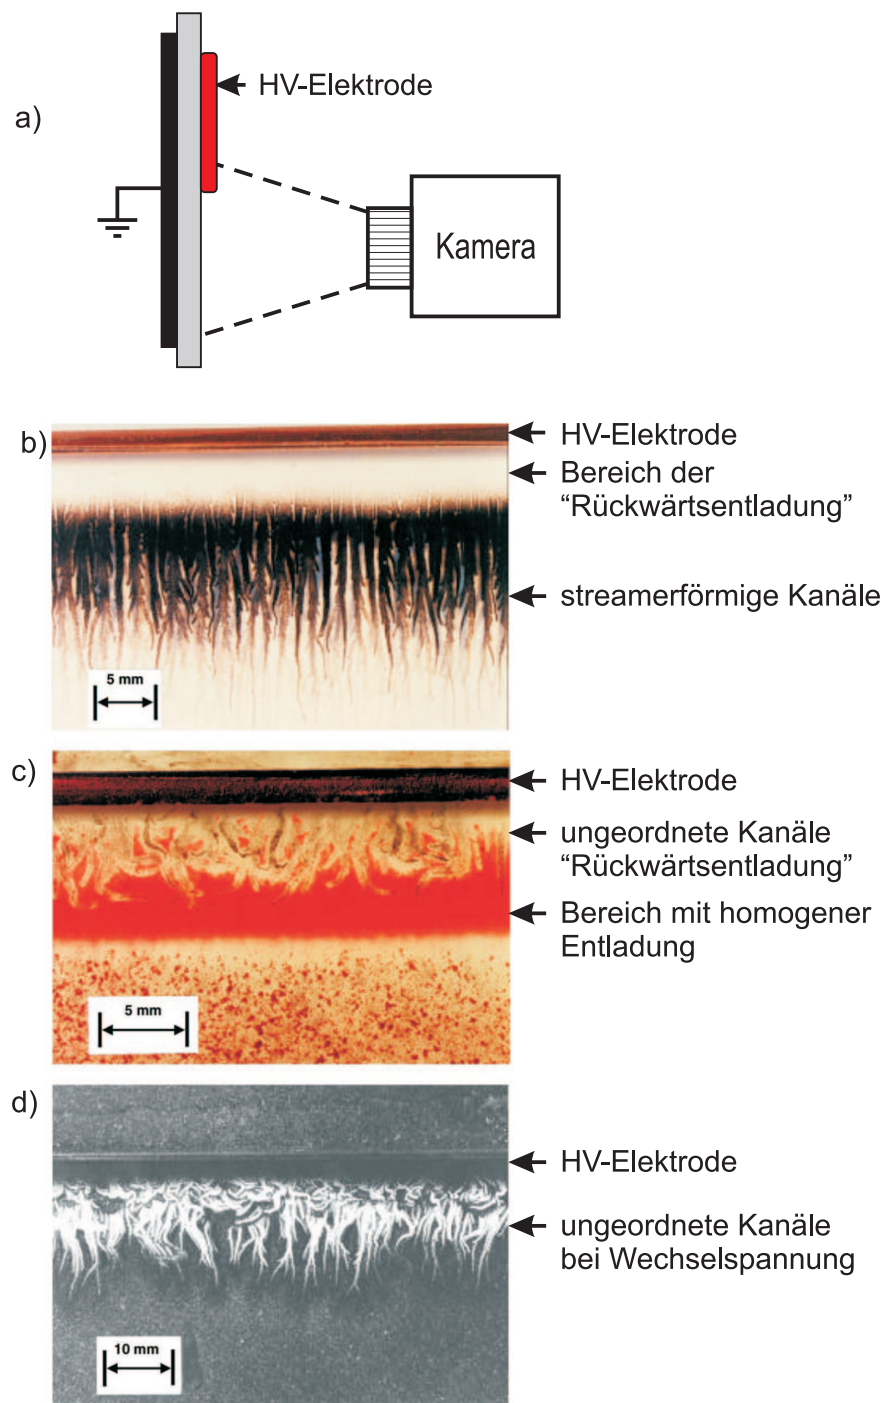 a)
HV-Elektrode
Kamera
b)
HV-Elektrode
Bereich der
“Rückwärtsentladung”
streamerförmige Kanäle
5 mm
c)
HV-Elektrode
ungeordnete Kanäle
“Rückwärtsentladung”
Bereich mit homogener
Entladung
5 mm
d)
HV-Elektrode
ungeordnete Kanäle
bei Wechselspannung
10 mm